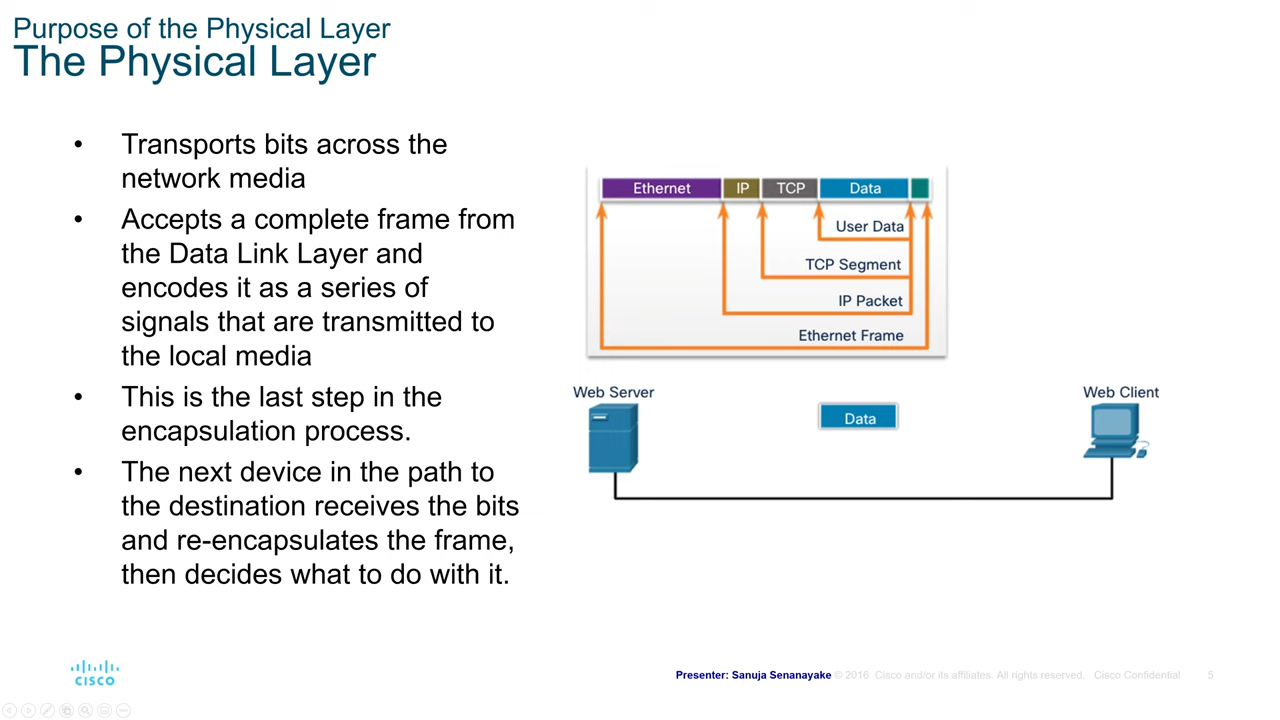 Purpose of the Physical Layer
The Physical Layer
• Transports bits across the
network media
• Accepts a complete frame from
the Data Link Layer and
encodes it as a series of
signals that are transmitted to
the local media
• This is the last step in the
encapsulation process.
• The next device in the path to
the destination receives the bits
and re-encapsulates the frame,
then decides what to do with it.
Ethernet IP TCP Data
User Data
TCP Segment
IP Packet
Ethernet Frame
Web Server
Web Client
Data
CISCO
Presenter: Sanuja Senanayake © 2016 Cisco and/or its affiliates. All rights reserved. Cisco Confidential 5